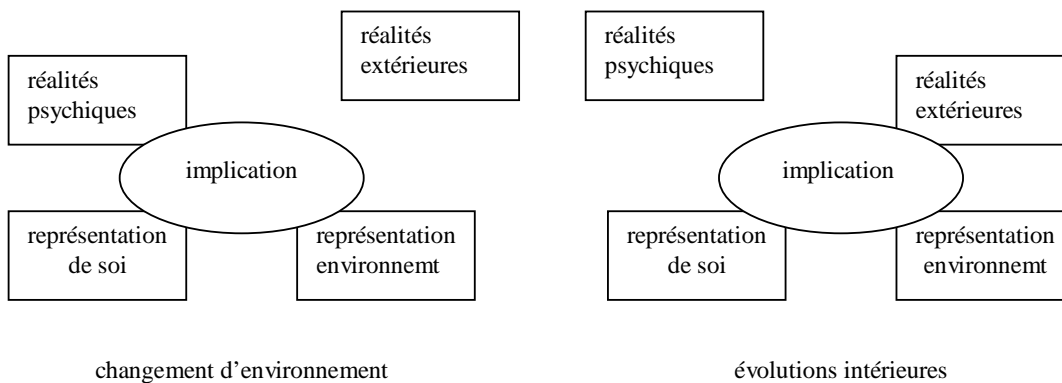 réalités
extérieures
réalités
psychiques
implication
représentation
de soi
représentation
environnemt
changement d’environnement
réalités
psychiques
réalités
extérieures
implication
représentation
de soi
représentation
environnemt
évolutions intérieures